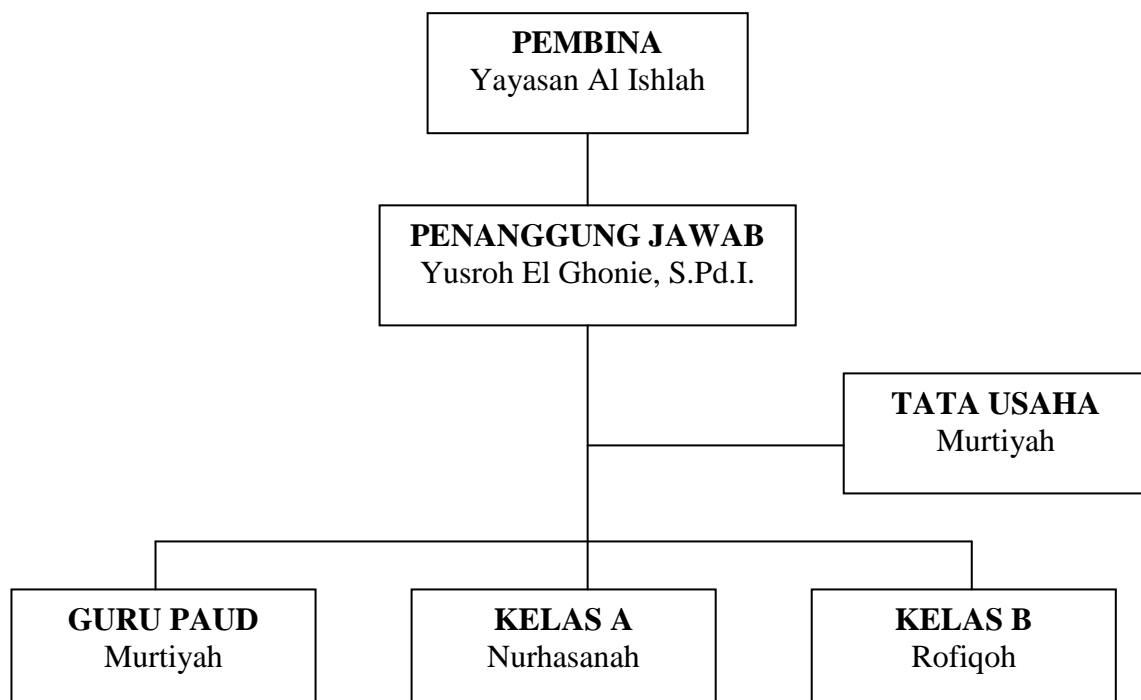 PEMBINA
Yayasan Al Ishlah
PENANGGUNG JAWAB
Yusroh El Ghonie, S.Pd.I.
TATA USAHA
Murtiyah
GURU PAUD
Murtiyah
KELAS A
Nurhasanah
KELAS B
Rofiqoh